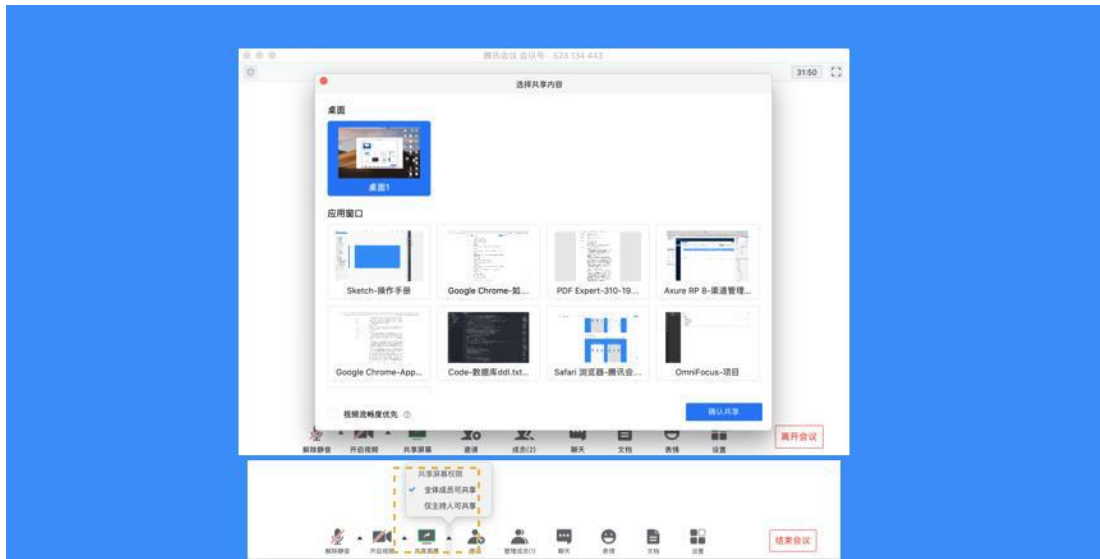 腾讯会议 会议号: 623 134 443
31:50
选择共享内容
桌面
桌面1
应用窗口
Sketch-操作手册
Google Chrome-如...
PDF Expert-310-19...
Axure RP 8-渠道管理...
Google Chrome-App...
Code-数据库ddl.txt...
Safari 浏览器-腾讯会...
OmniFocus-项目
视频流畅度优先
确认共享
解除静音 开启视频 共享屏幕 邀请 成员(2) 聊天 文档 表情 设置
离开会议
共享屏幕权限
全体成员可共享
仅主持人可共享
解除静音 开启视频 共享屏幕 邀请 管理成员(1) 聊天 表情 文档 设置
结束会议